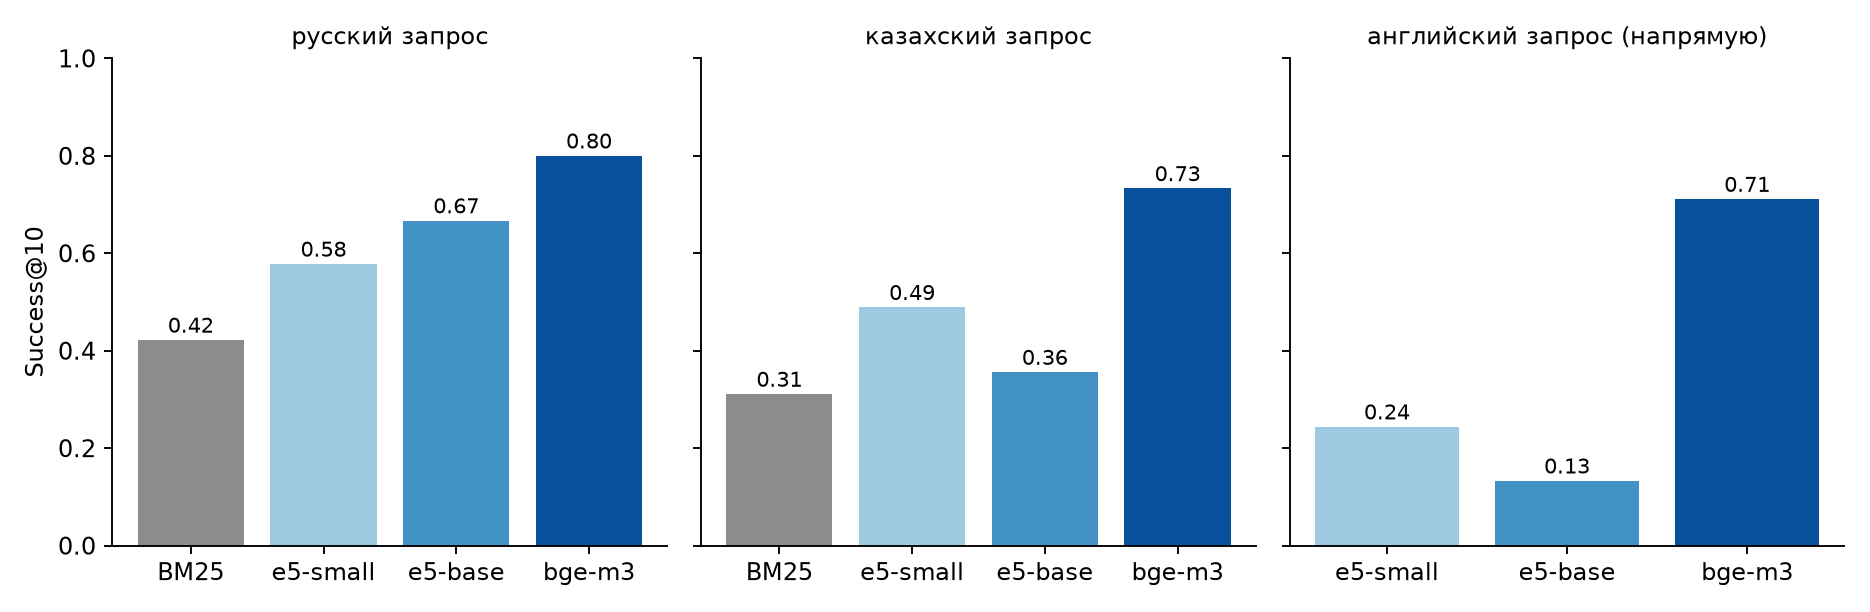 русский запрос
казахский запрос
английский запрос (напрямую)
Success@10
1.0
0.8
0.6
0.4
0.2
0.0
0.42
0.58
0.67
0.80
BM25
e5-small
e5-base
bge-m3
0.31
0.49
0.36
0.73
BM25
e5-small
e5-base
bge-m3
0.24
0.13
0.71
e5-small
e5-base
bge-m3